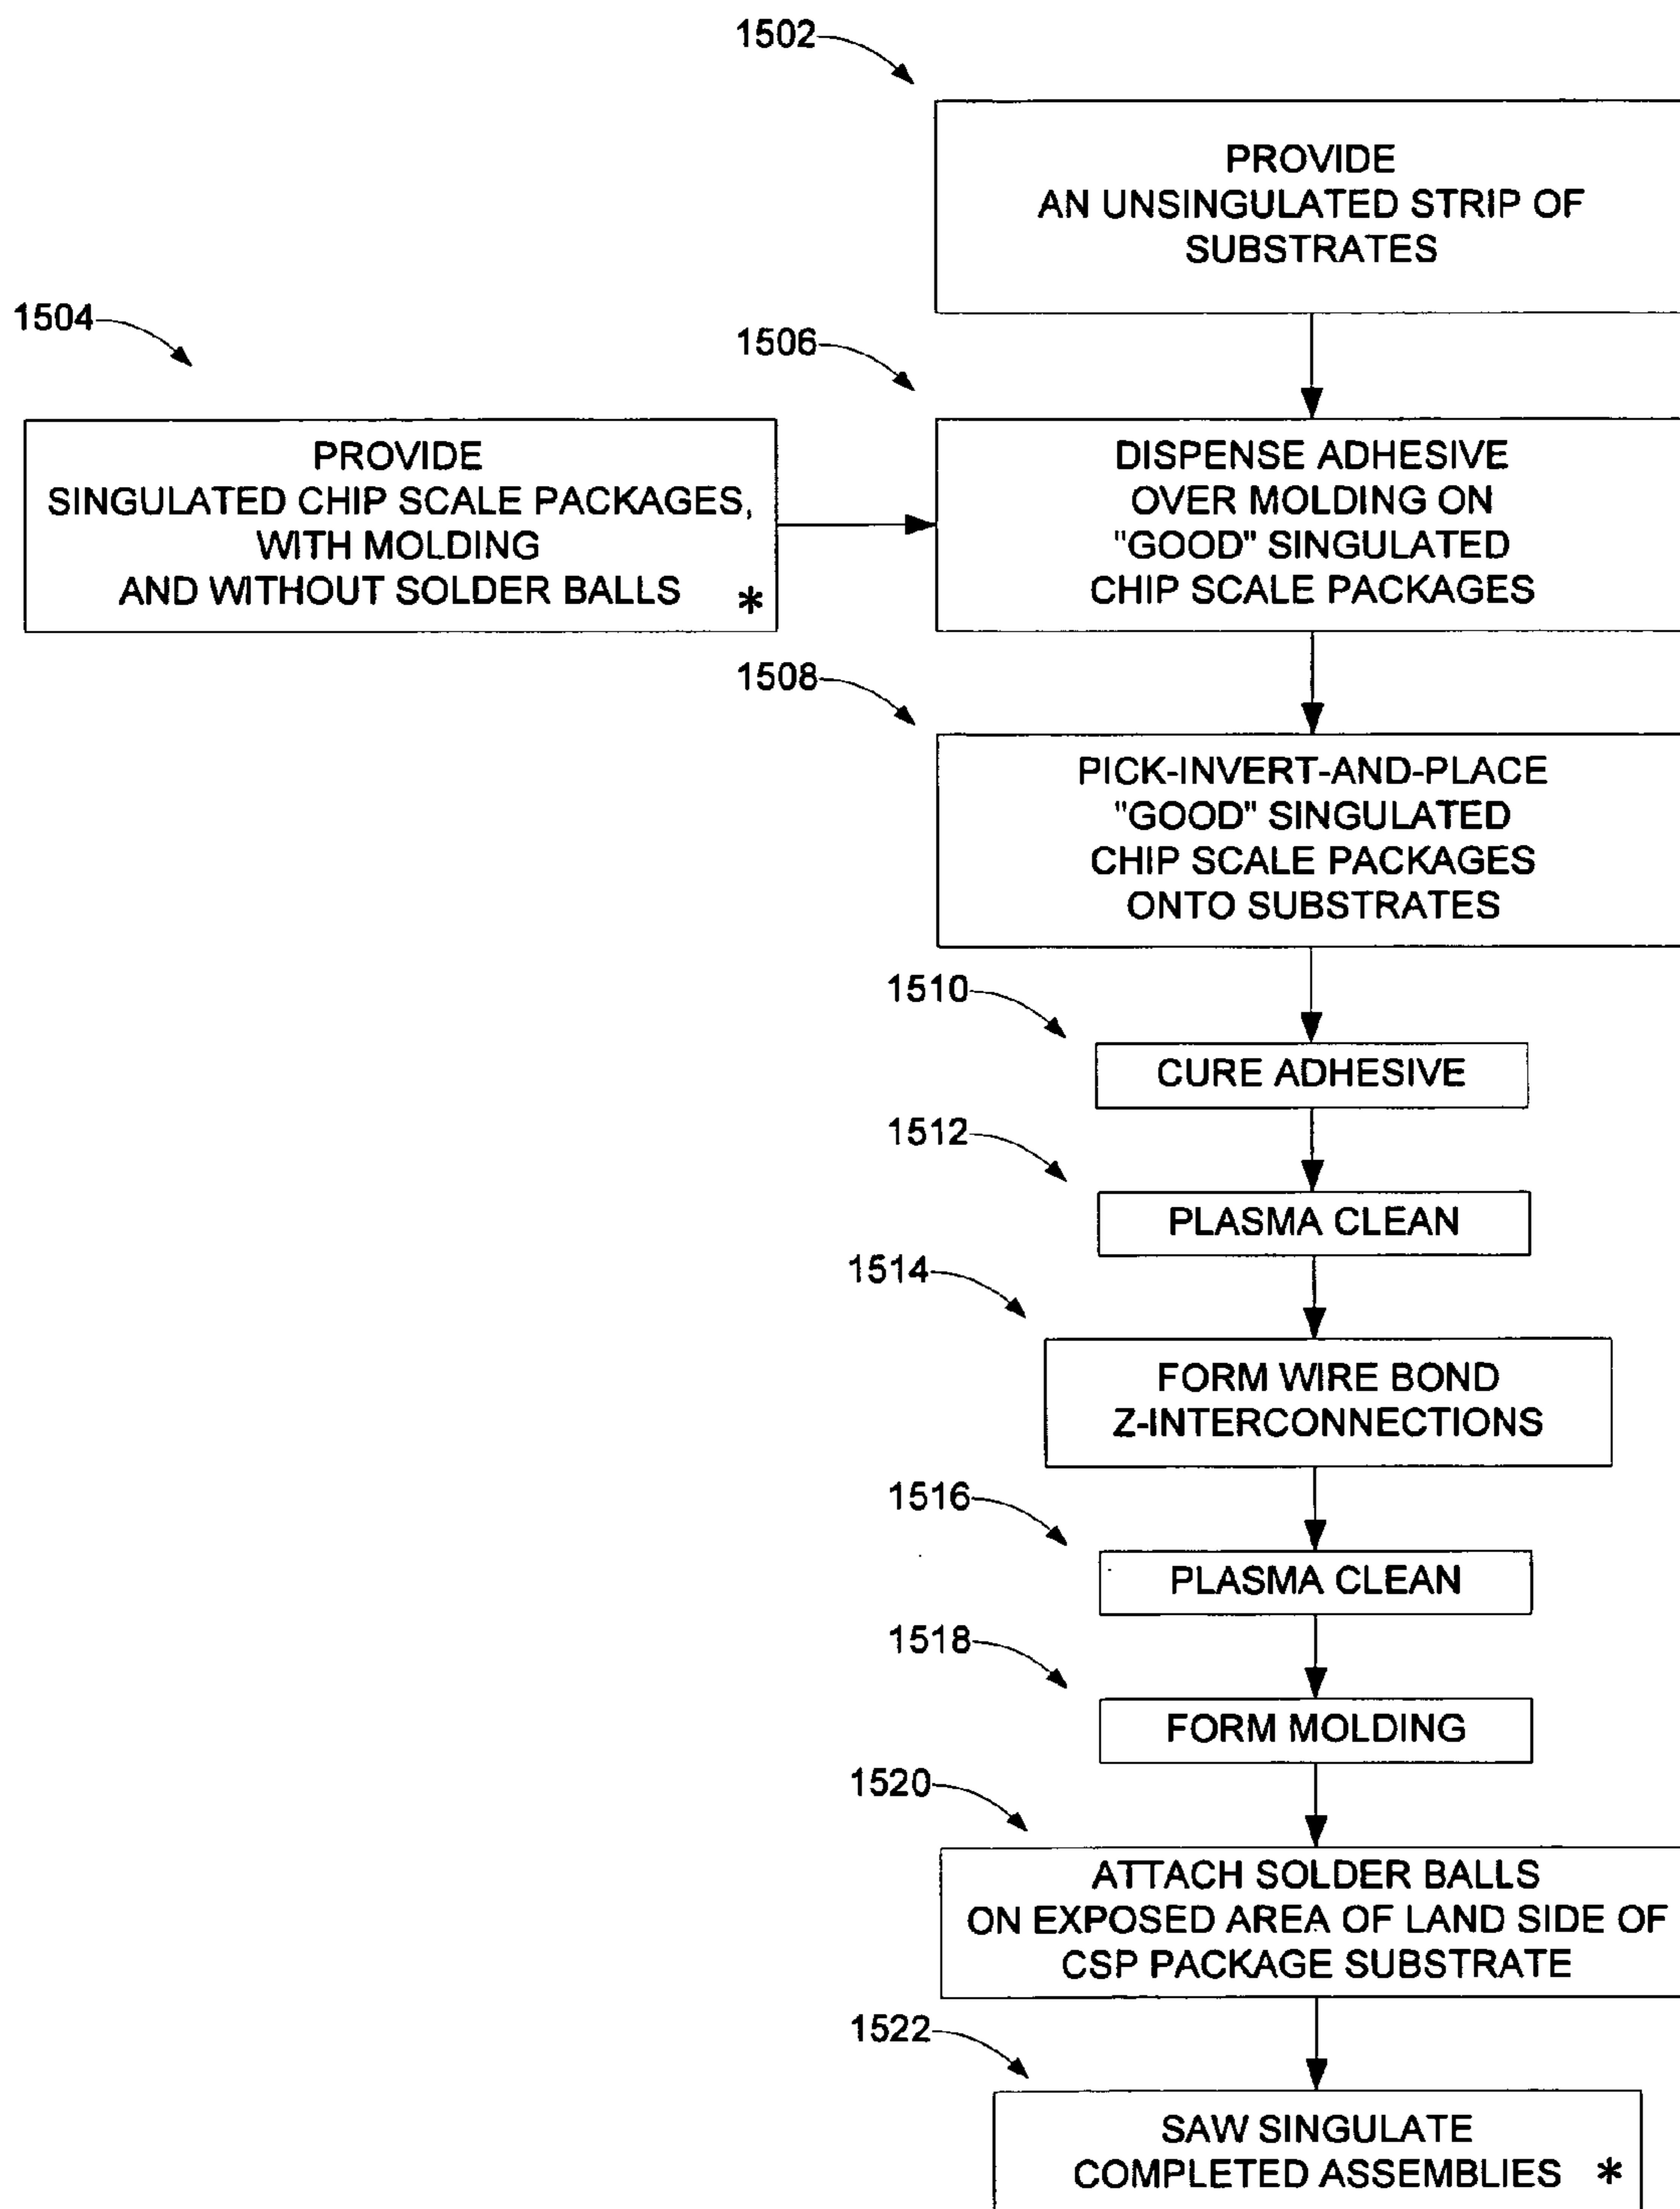 1502
PROVIDE
AN UNSINGULATED STRIP OF
SUBSTRATES
1504
PROVIDE
SINGULATED CHIP SCALE PACKAGES,
WITH MOLDING
AND WITHOUT SOLDER BALLS *
1506
DISPENSE ADHESIVE
OVER MOLDING ON
"GOOD" SINGULATED
CHIP SCALE PACKAGES
1508
PICK-INVERT-AND-PLACE
"GOOD" SINGULATED
CHIP SCALE PACKAGES
ONTO SUBSTRATES
1510
CURE ADHESIVE
1512
PLASMA CLEAN
1514
FORM WIRE BOND
Z-INTERCONNECTIONS
1516
PLASMA CLEAN
1518
FORM MOLDING
1520
ATTACH SOLDER BALLS
ON EXPOSED AREA OF LAND SIDE OF
CSP PACKAGE SUBSTRATE
1522
SAW SINGULATE
COMPLETED ASSEMBLIES *